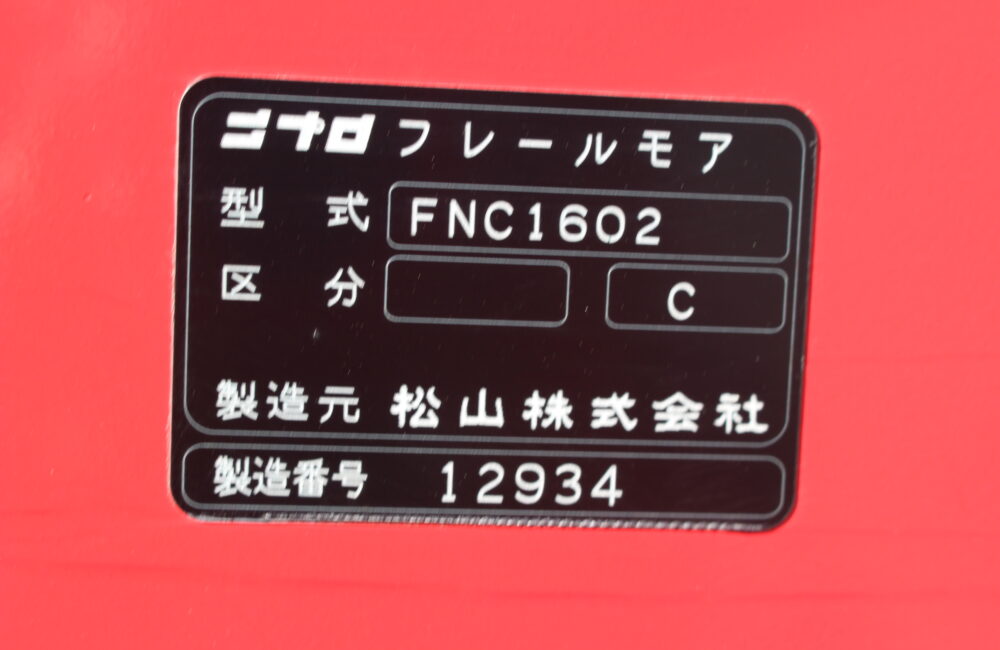 ニプロ フレールモア
型式 FNC1602
区分 C
製造元 松山株式会社
製造番号 12934